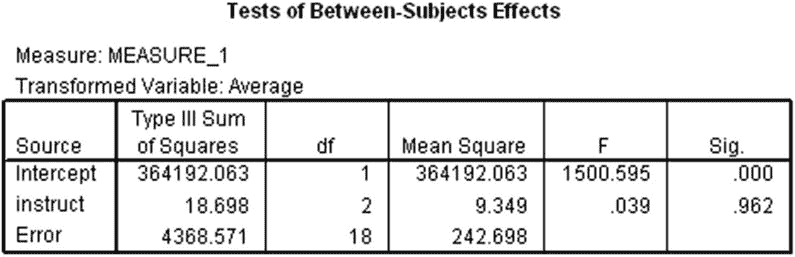 Tests of Between-Subjects Effects
Measure: MEASURE_1
Transformed Variable: Average
Source Type III Sum of Squares df Mean Square F Sig.
Intercept 364192.063 1 364192.063 1500.595 .000
instruct 18.698 2 9.349 .039 .962
Error 4368.571 18 242.698